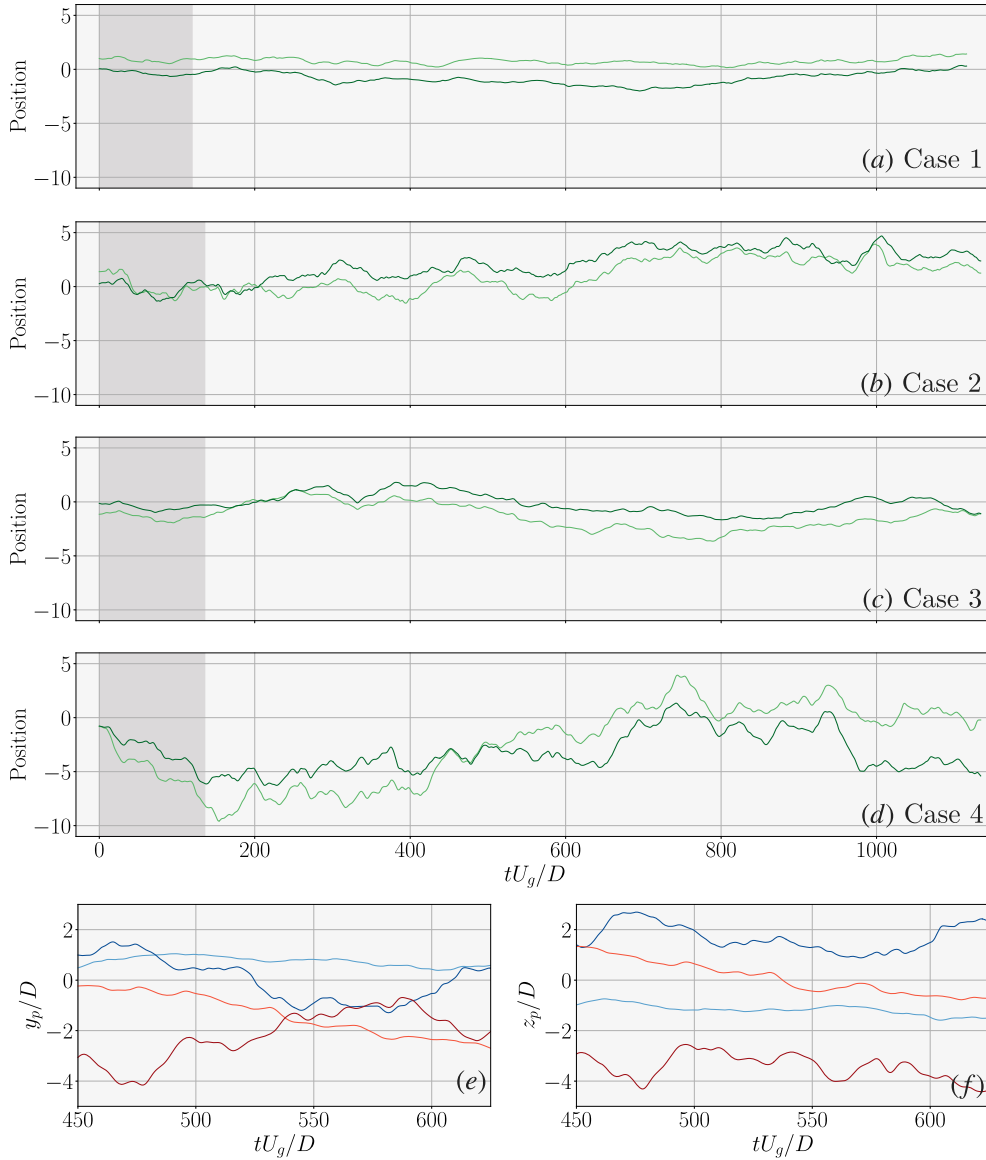 5
0
−5
−10
Position
(a) Case 1
5
0
−5
−10
Position
(b) Case 2
5
0
−5
−10
Position
(c) Case 3
5
0
−5
−10
Position
(d) Case 4
0 200 400 600 800 1000
tU_g/D
2
0
−2
−4
y_p/D
(e)
450 500 550 600
tU_g/D
2
0
−2
−4
z_p/D
(f)
450 500 550 600
tU_g/D